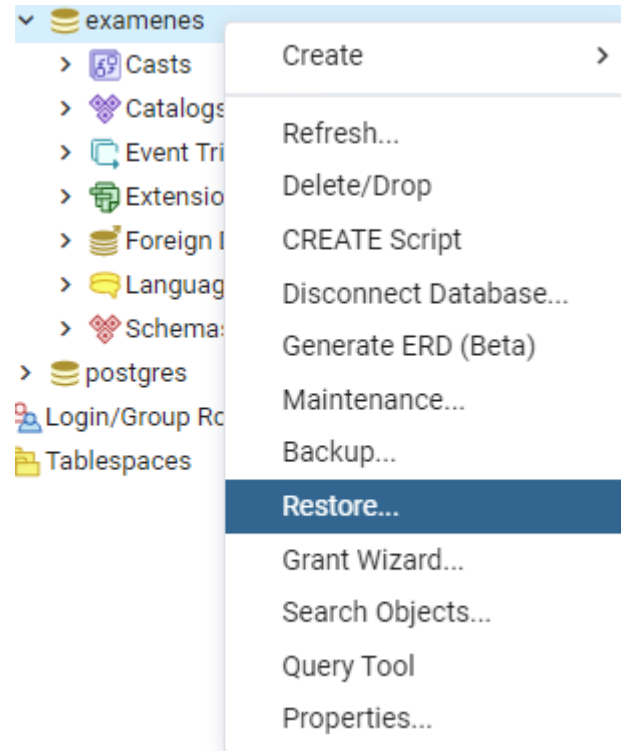 examenes
Casts
Catalogs
Event Tri
Extensio
Foreign
Languag
Schemas
postgres
Login/Group Ro
Tablespaces
Create
Refresh...
Delete/Drop
CREATE Script
Disconnect Database...
Generate ERD (Beta)
Maintenance...
Backup...
Restore...
Grant Wizard...
Search Objects...
Query Tool
Properties...